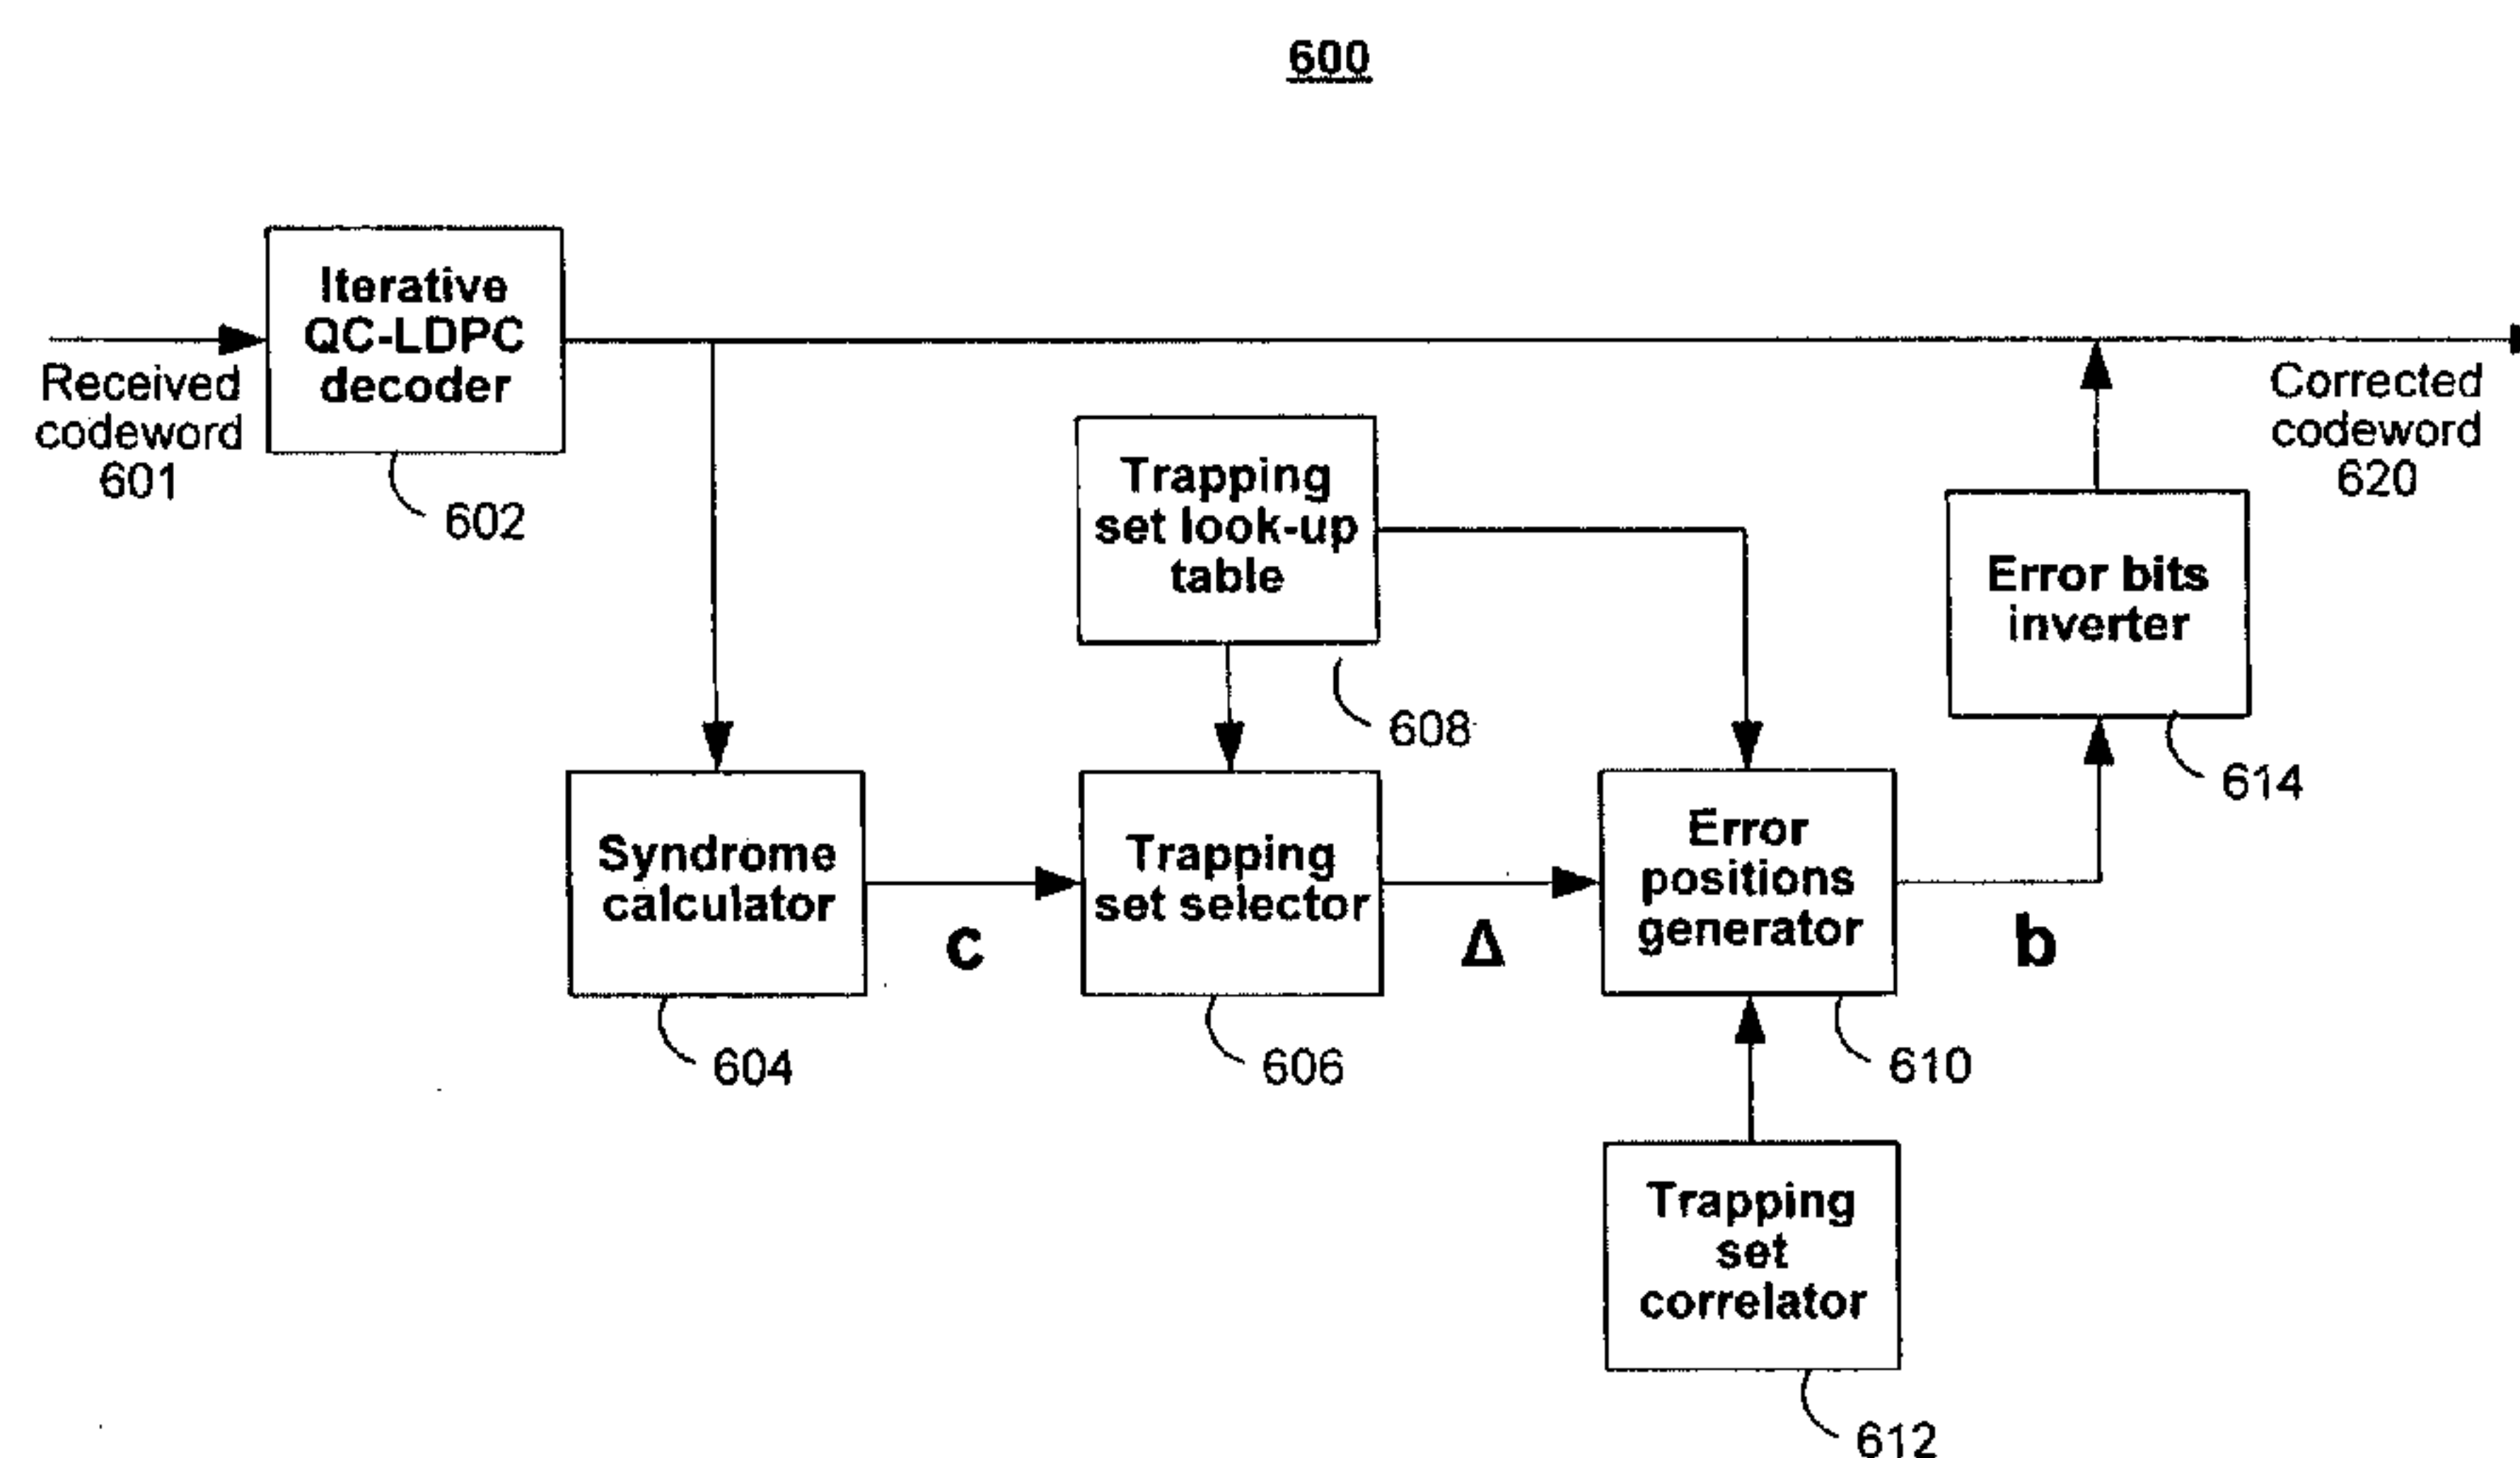 600
Iterative
QC-LDPC
decoder
Received
codeword
601
602
Corrected
codeword
620
Trapping
set look-up
table
608
Error bits
inverter
614
Syndrome
calculator
604
c
Trapping
set selector
606
Δ
Error
positions
generator
610
b
Trapping
set
correlator
612